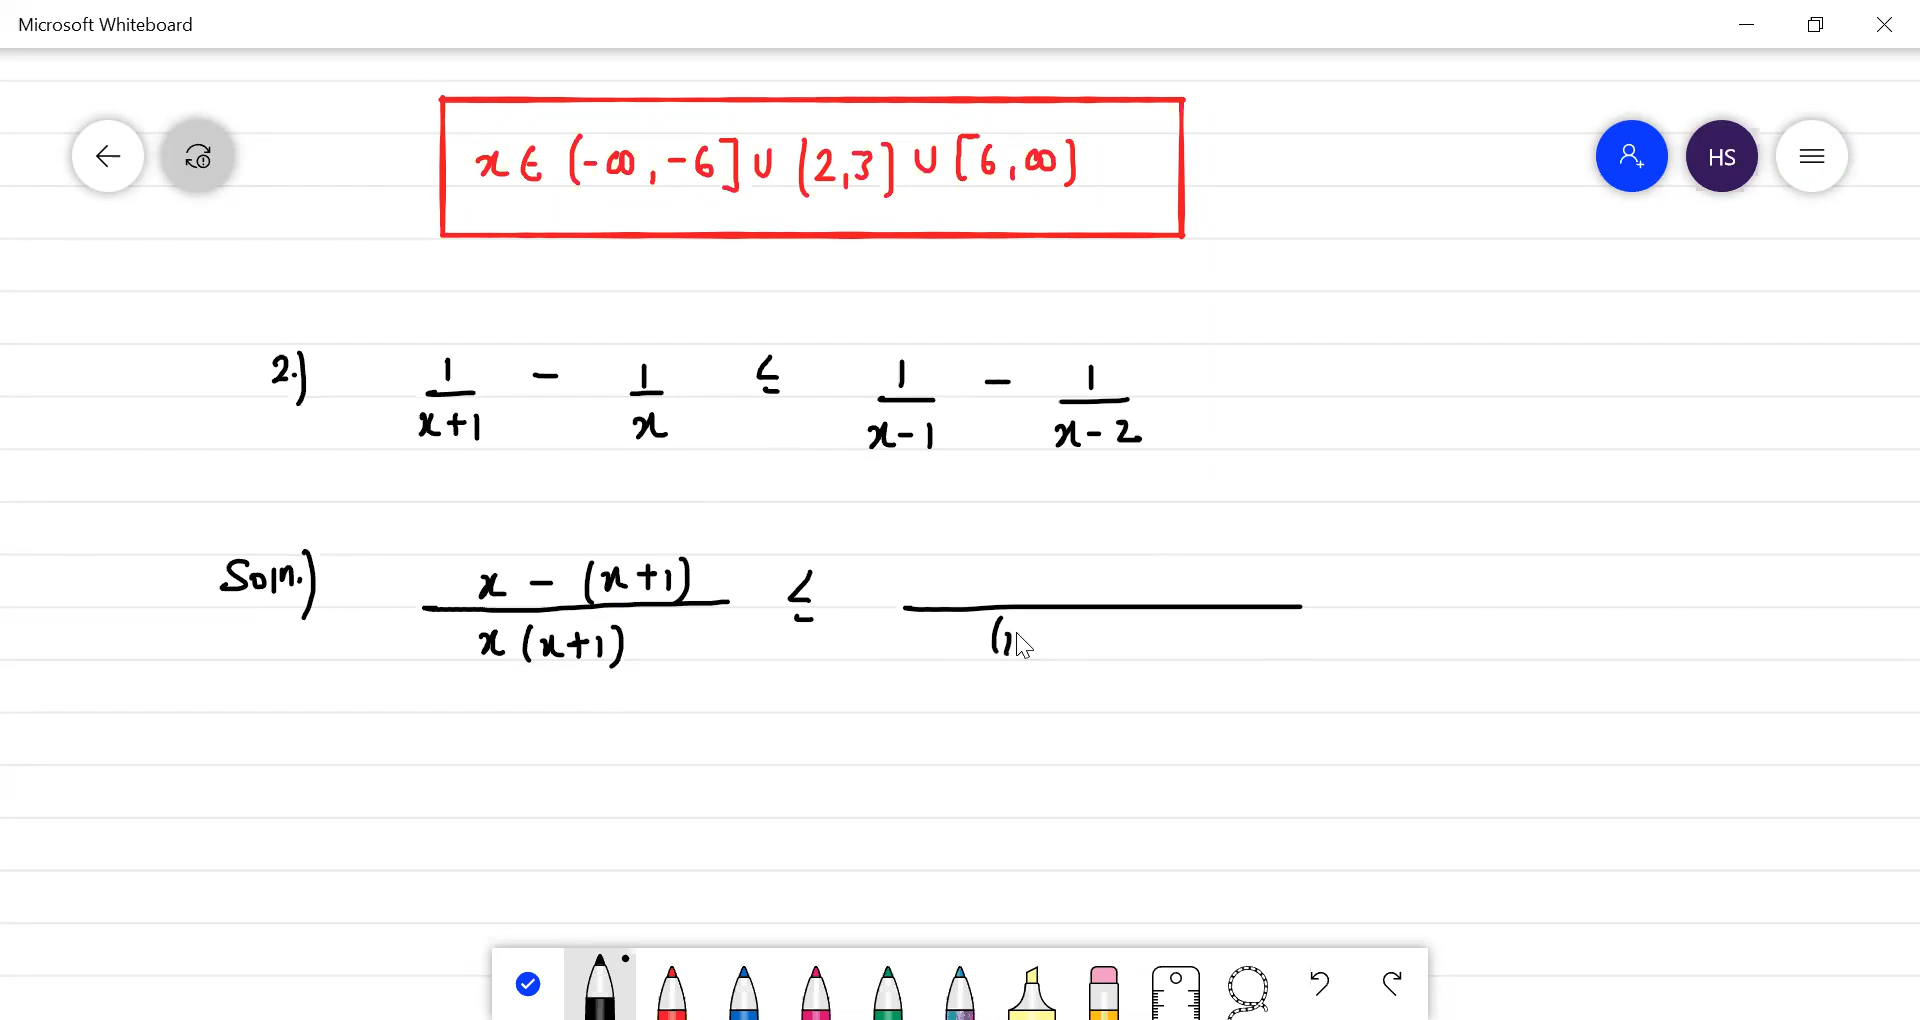 Microsoft Whiteboard
x ∈ (-∞, -6] ∪ (2,3] ∪ [6,∞)
HS
2.) 1/(x+1) - 1/x ≤ 1/(x-1) - 1/(x-2)
Soln.) (x - (x+1))/(x(x+1)) ≤
(